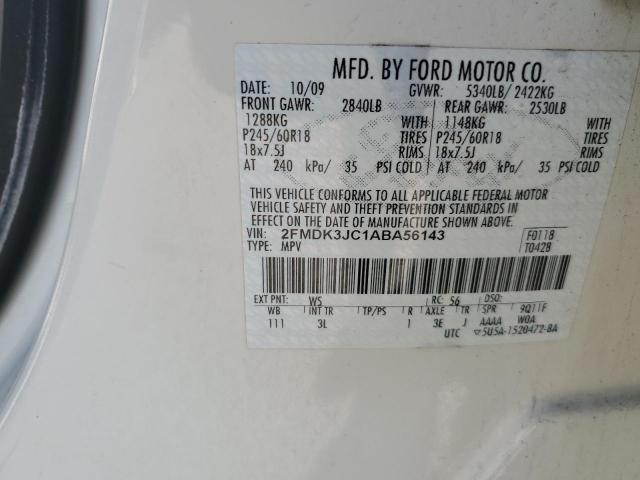 MFD. BY FORD MOTOR CO.
DATE: 10/09 GVWR: 5340LB/ 2422KG
FRONT GAWR: 2840LB REAR GAWR: 2530LB
1288KG WITH 1148KG WITH
P245/60R18 TIRES P245/60R18 TIRES
18x7.5J RIMS 18x7.5J RIMS
AT 240 kPa/ 35 PSI COLD AT 240 kPa/ 35 PSI COLD
THIS VEHICLE CONFORMS TO ALL APPLICABLE FEDERAL MOTOR
VEHICLE SAFETY AND THEFT PREVENTION STANDARDS IN
EFFECT ON THE DATE OF MANUFACTURE SHOWN ABOVE.
VIN: 2FMDK3JC1ABA56143 F0118
TYPE: MPV T0428
EXT PNT: WS RC: 56 DSO:
WB INT TR TP/PS R AXLE TR SPR 9Q11F
111 3L 1 3E J AAAA W0A
UTC 5U5A-1520472-BA